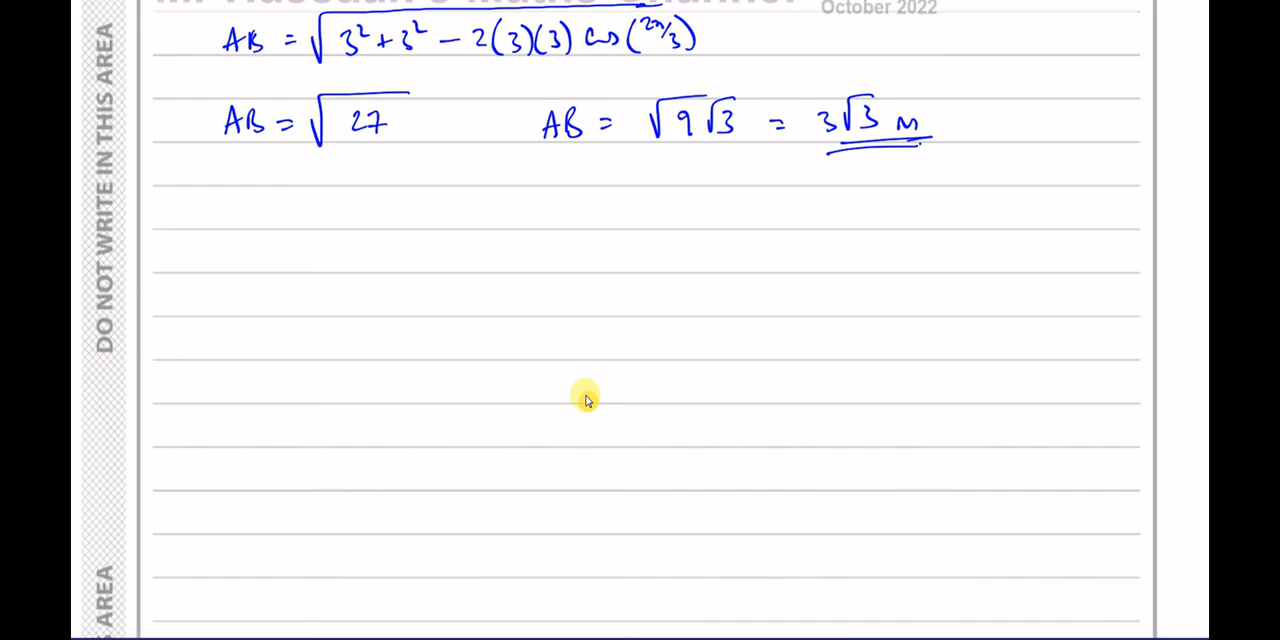 October 2022
AB = √(3² + 3² − 2(3)(3) cos(2π/3))
AB = √27 AB = √9√3 = 3√3 m
DO NOT WRITE IN THIS AREA
S AREA